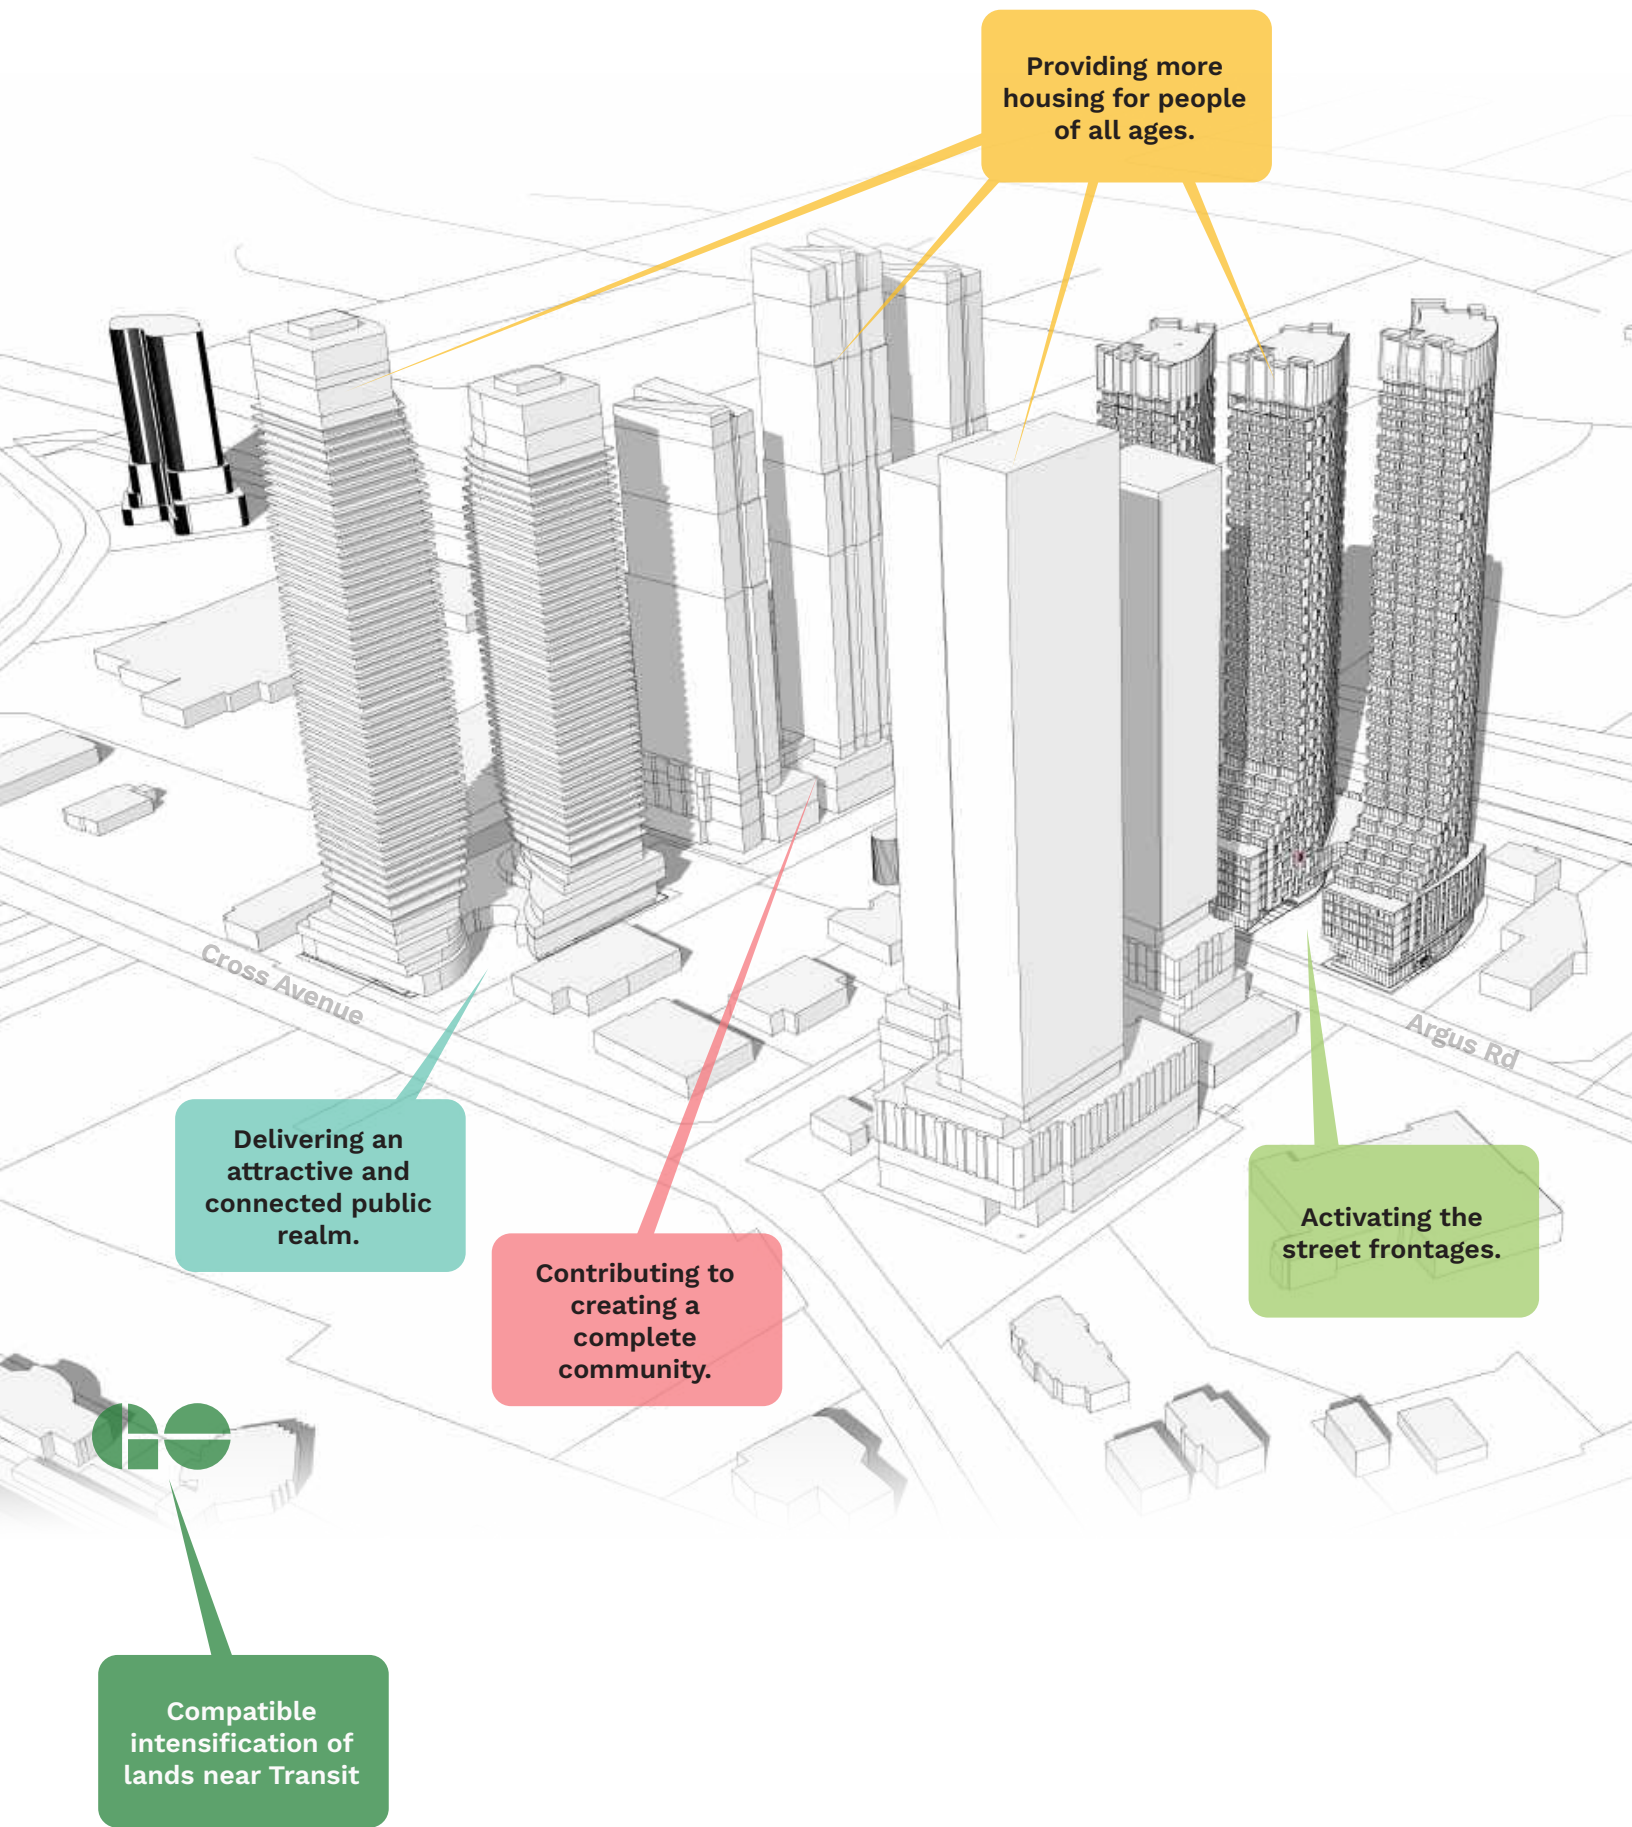 Providing more
housing for people
of all ages.
Cross Avenue
Argus Rd
Delivering an
attractive and
connected public
realm.
Contributing to
creating a
complete
community.
Activating the
street frontages.
GO
Compatible
intensification of
lands near Transit